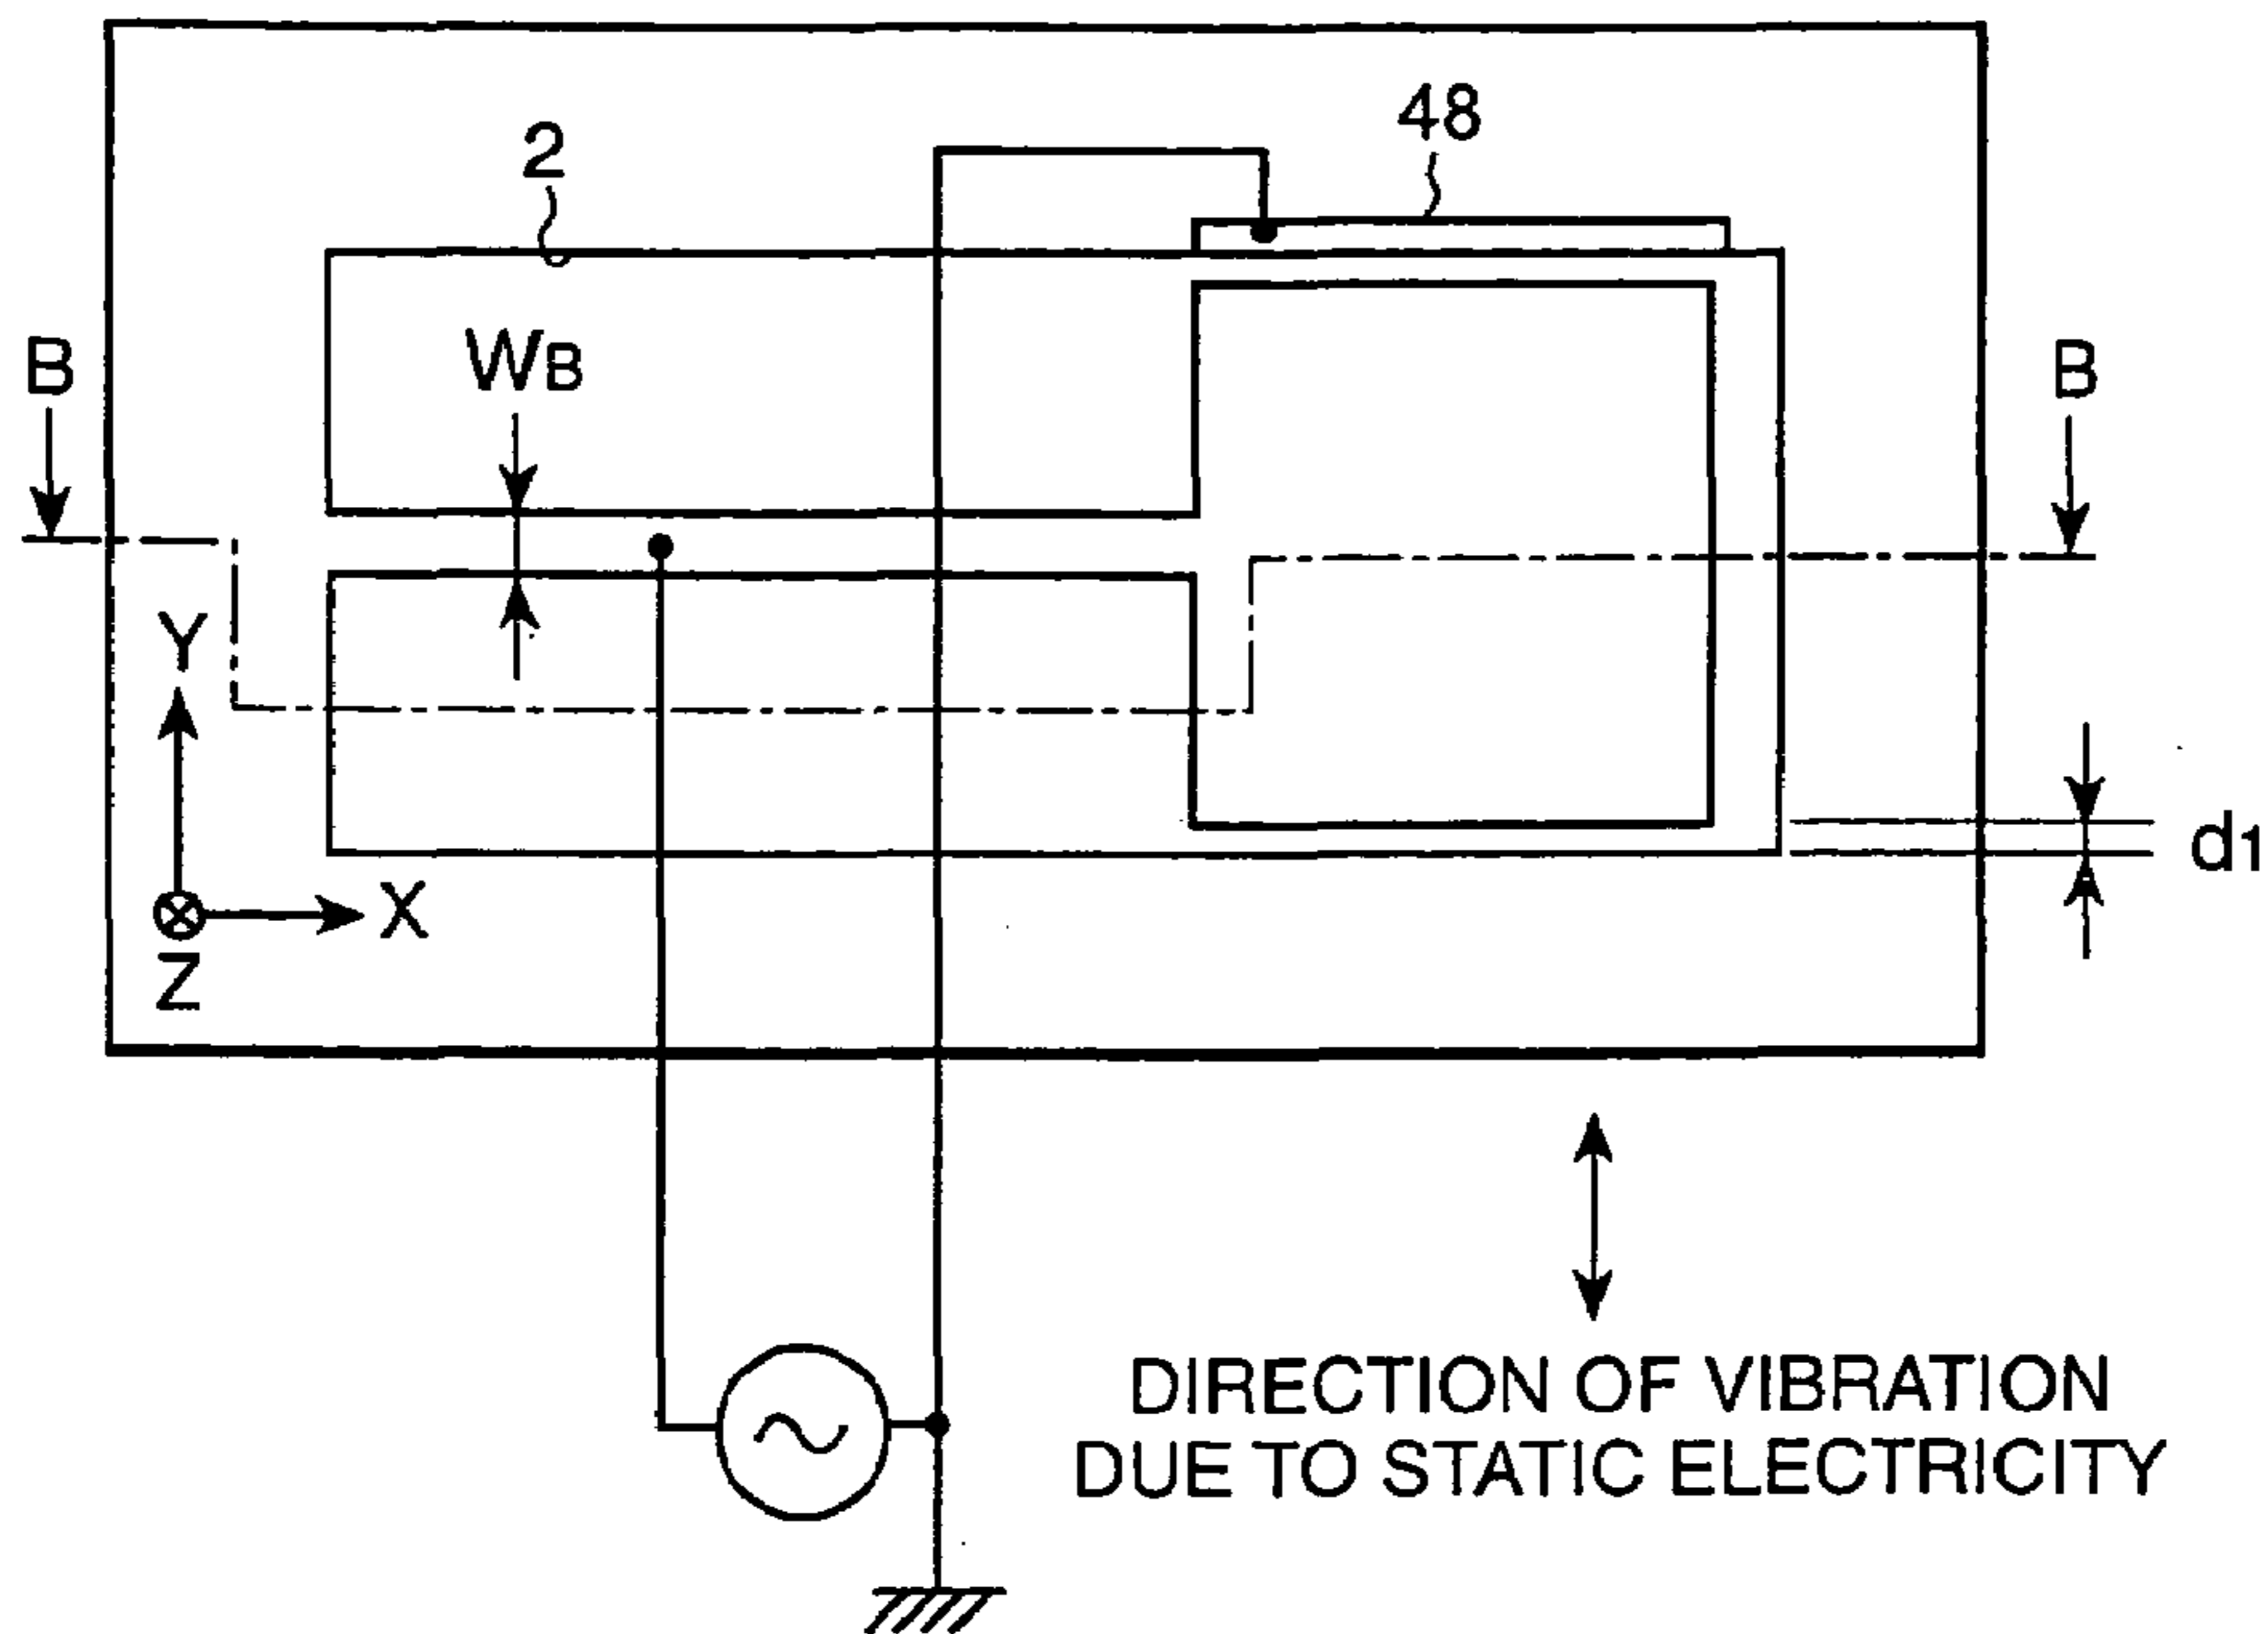 2
48
WB
B
B
Y
X
Z
d1
DIRECTION OF VIBRATION
DUE TO STATIC ELECTRICITY